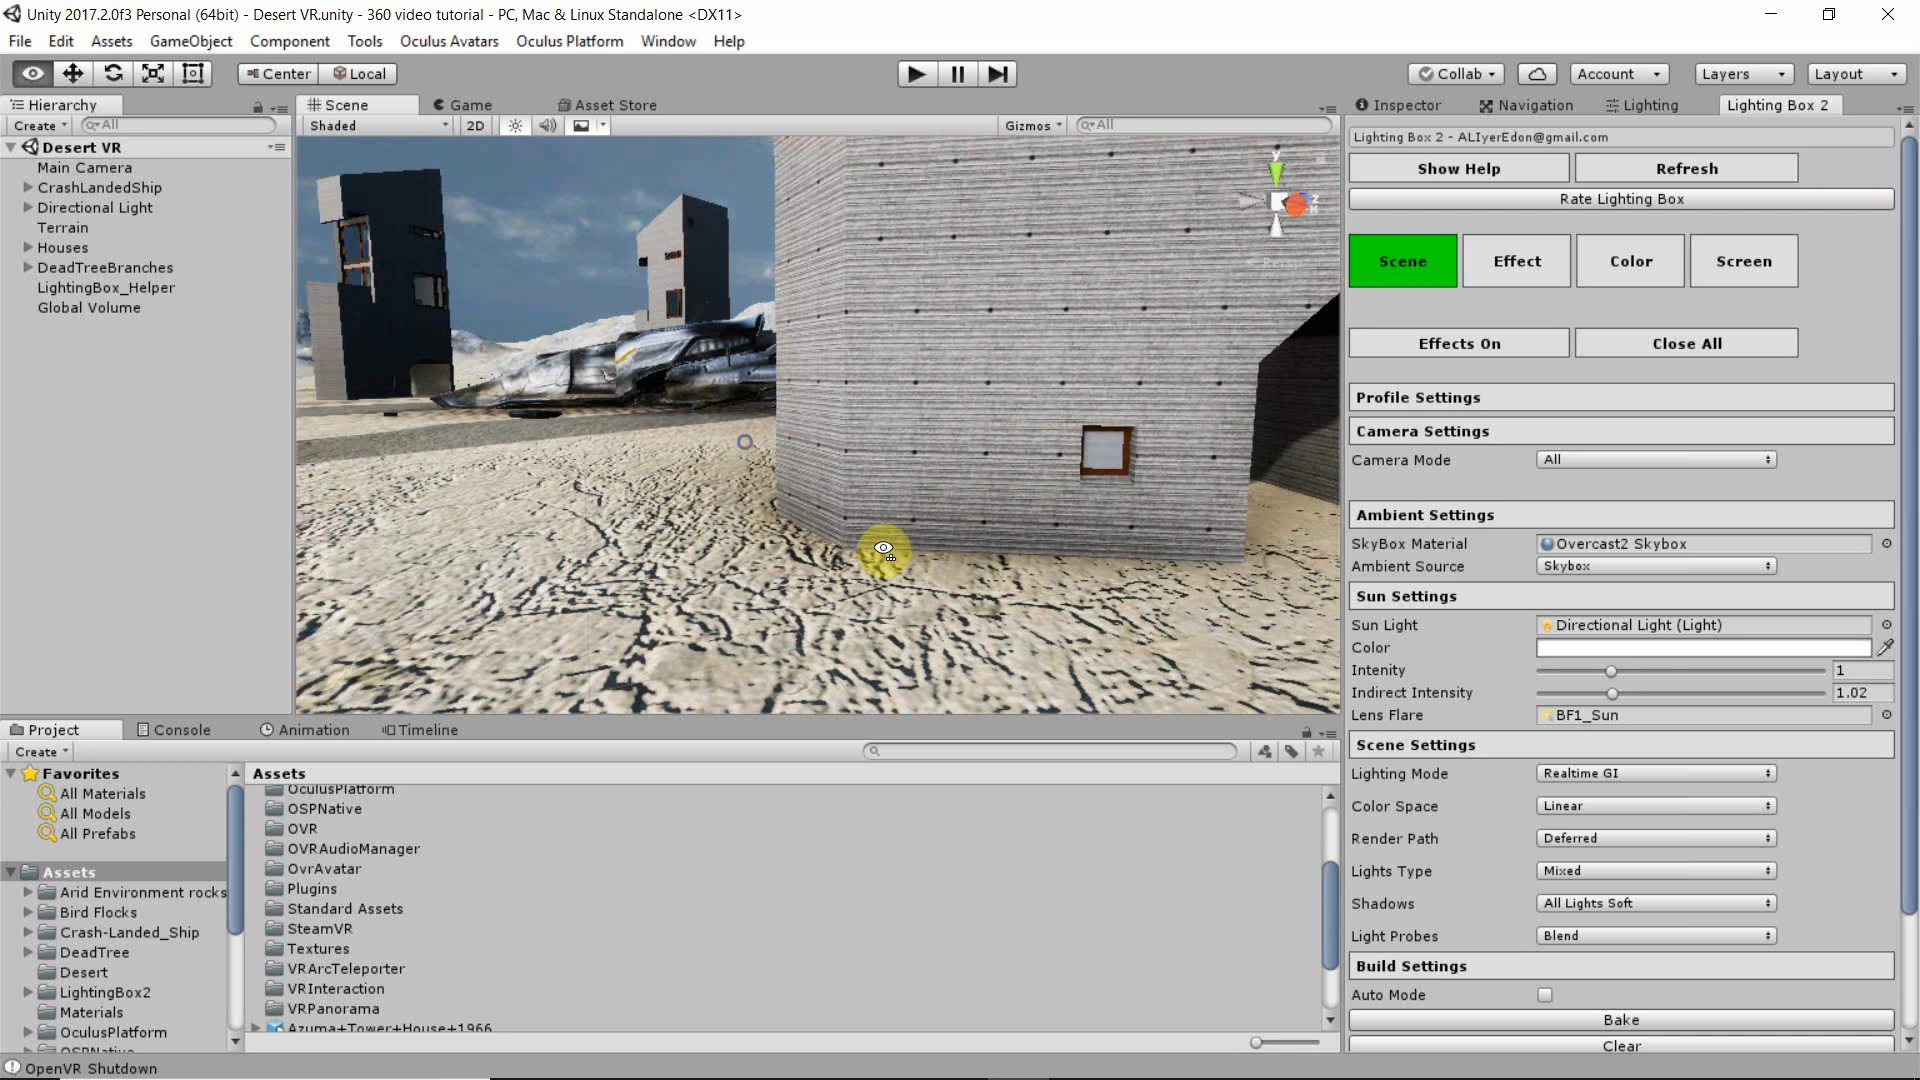 Unity 2017.2.0f3 Personal (64bit) - Desert VR.unity - 360 video tutorial - PC, Mac & Linux Standalone <DX11>
File Edit Assets GameObject Component Tools Oculus Avatars Oculus Platform Window Help
Center Local Collab Account Layers Layout
Hierarchy
Create All
Desert VR
Main Camera
CrashLandedShip
Directional Light
Terrain
Houses
DeadTreeBranches
LightingBox_Helper
Global Volume
Scene Game Asset Store
Shaded 2D Gizmos All
y
Inspector Navigation Lighting Lighting Box 2
Lighting Box 2 - ALIyerEdon@gmail.com
Show Help Refresh
Rate Lighting Box
Scene Effect Color Screen
Effects On Close All
Profile Settings
Camera Settings
Camera Mode All
Ambient Settings
SkyBox Material Overcast2 Skybox
Ambient Source Skybox
Sun Settings
Sun Light Directional Light (Light)
Color
Intenity 1
Indirect Intensity 1.02
Lens Flare BF1_Sun
Scene Settings
Lighting Mode Realtime GI
Color Space Linear
Render Path Deferred
Lights Type Mixed
Shadows All Lights Soft
Light Probes Blend
Build Settings
Auto Mode
Bake
Clear
Project Console Animation Timeline
Create
Favorites
All Materials
All Models
All Prefabs
Assets
Arid Environment rocks
Bird Flocks
Crash-Landed_Ship
DeadTree
Desert
LightingBox2
Materials
OculusPlatform
OSPNative
Assets
OculusPlatform
OSPNative
OVR
OVRAudioManager
OvrAvatar
Plugins
Standard Assets
SteamVR
Textures
VRArcTeleporter
VRInteraction
VRPanorama
Azuma+Tower+House+1966
OpenVR Shutdown